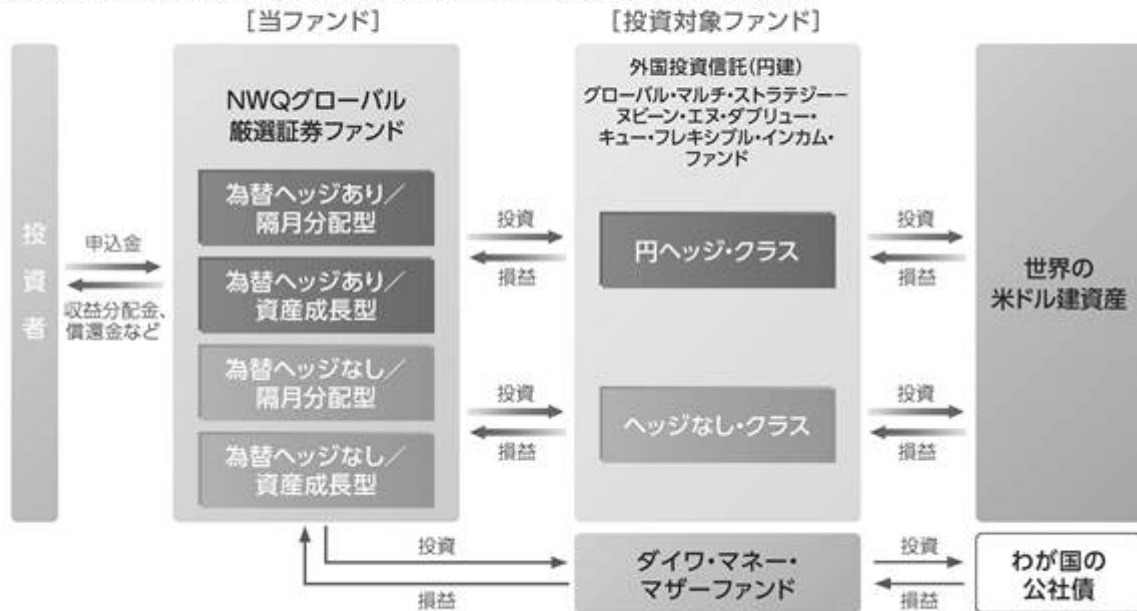 [当ファンド]
[投資対象ファンド]
投資者
申込金
収益分配金、
償還金など
NWQグローバル
厳選証券ファンド
為替ヘッジあり/
隔月分配型
為替ヘッジあり/
資産成長型
為替ヘッジなし/
隔月分配型
為替ヘッジなし/
資産成長型
投資
損益
投資
損益
外国投資信託(円建)
グローバル・マルチ・ストラテジー−
ヌビーン・エヌ・ダブリュー・
キュー・フレキシブル・インカム・
ファンド
円ヘッジ・クラス
ヘッジなし・クラス
投資
損益
投資
損益
世界の
米ドル建資産
投資
損益
ダイワ・マネー・
マザーファンド
投資
損益
わが国の
公社債